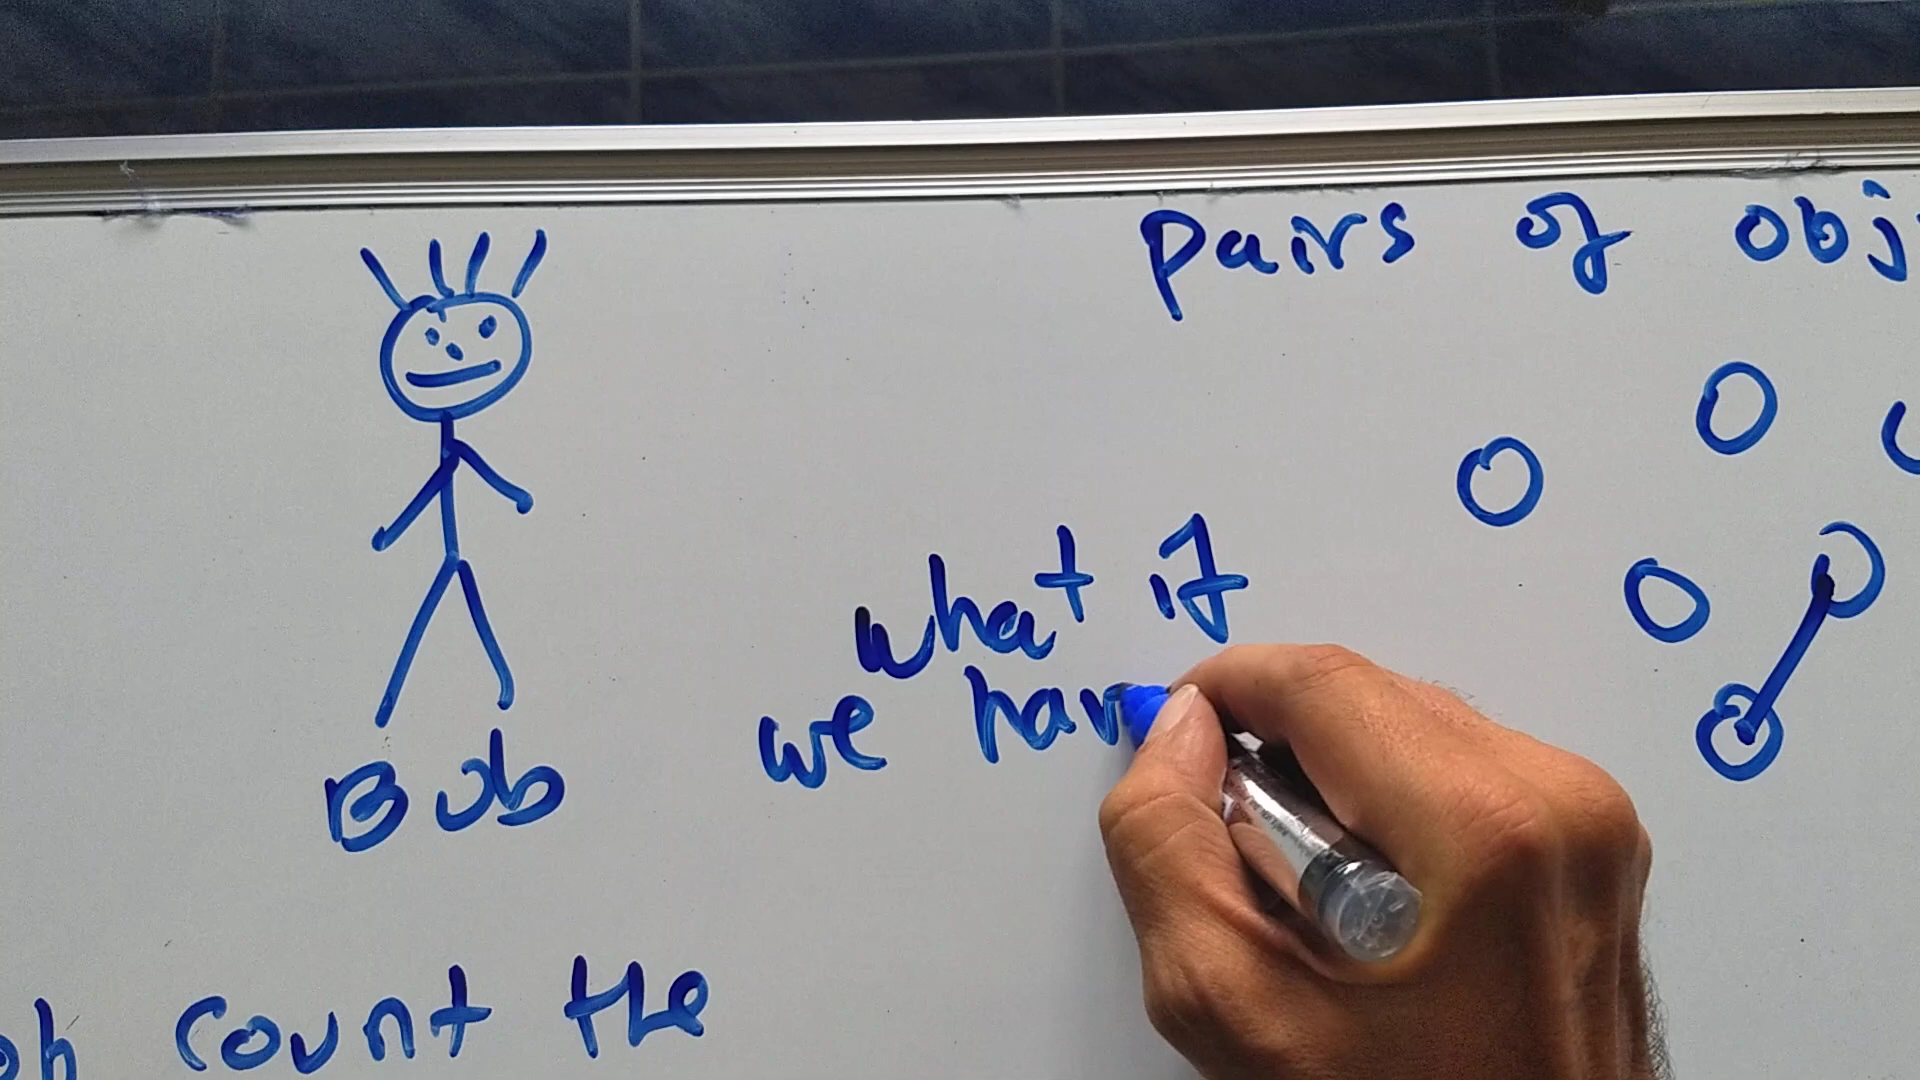 pairs of obj
what if
we hav
Bob
count the